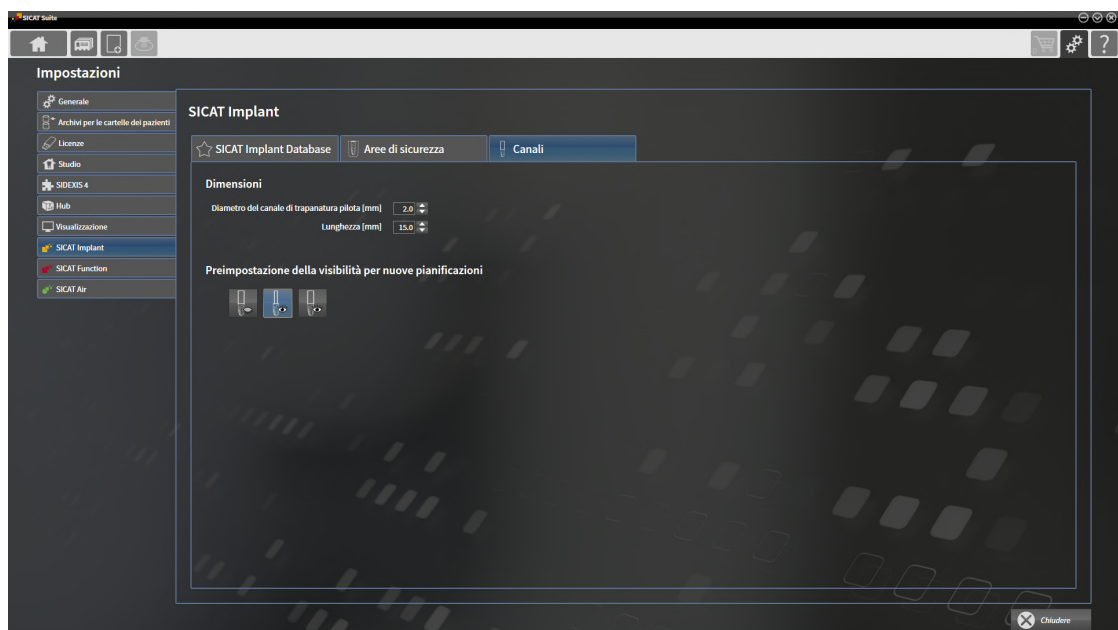 SICAT Suite
?
Impostazioni
Generale
Archivi per le cartelle dei pazienti
Licenze
Studio
SIDEXIS 4
Hub
Visualizzazione
SICAT Implant
SICAT Function
SICAT Air
SICAT Implant
SICAT Implant Database
Aree di sicurezza
Canali
Dimensioni
Diametro del canale di trapanatura pilota [mm] 2.0
Lunghezza [mm] 15.0
Preimpostazione della visibilità per nuove pianificazioni
Chiudere